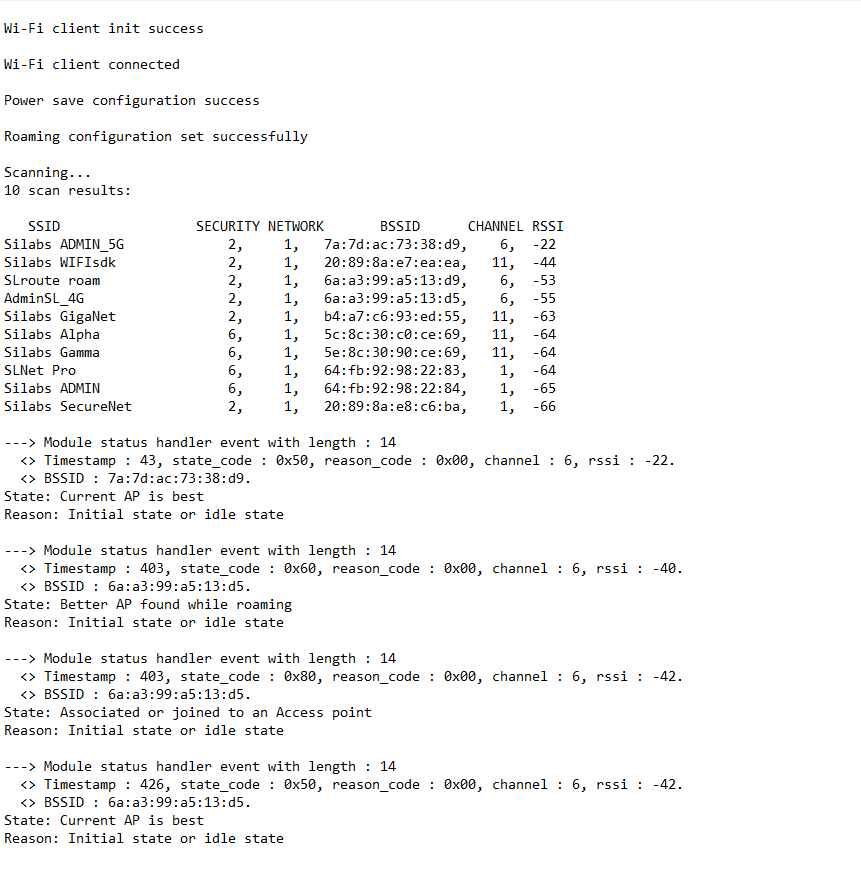 Wi-Fi client init success
Wi-Fi client connected
Power save configuration success
Roaming configuration set successfully
Scanning...
10 scan results:
SSID SECURITY NETWORK BSSID CHANNEL RSSI
Silabs ADMIN_5G 2, 1, 7a:7d:ac:73:38:d9, 6, -22
Silabs WIFIsdk 2, 1, 20:89:8a:e7:ea:ea, 11, -44
SLroute roam 2, 1, 6a:a3:99:a5:13:d9, 6, -53
AdminSL_4G 2, 1, 6a:a3:99:a5:13:d5, 6, -55
Silabs GigaNet 2, 1, b4:a7:c6:93:ed:55, 11, -63
Silabs Alpha 6, 1, 5c:8c:30:c0:ce:69, 11, -64
Silabs Gamma 6, 1, 5e:8c:30:90:ce:69, 11, -64
SLNet Pro 6, 1, 64:fb:92:98:22:83, 1, -64
Silabs ADMIN 6, 1, 64:fb:92:98:22:84, 1, -65
Silabs SecureNet 2, 1, 20:89:8a:e8:c6:ba, 1, -66
---> Module status handler event with length : 14
<> Timestamp : 43, state_code : 0x50, reason_code : 0x00, channel : 6, rssi : -22.
<> BSSID : 7a:7d:ac:73:38:d9.
State: Current AP is best
Reason: Initial state or idle state
---> Module status handler event with length : 14
<> Timestamp : 403, state_code : 0x60, reason_code : 0x00, channel : 6, rssi : -40.
<> BSSID : 6a:a3:99:a5:13:d5.
State: Better AP found while roaming
Reason: Initial state or idle state
---> Module status handler event with length : 14
<> Timestamp : 403, state_code : 0x80, reason_code : 0x00, channel : 6, rssi : -42.
<> BSSID : 6a:a3:99:a5:13:d5.
State: Associated or joined to an Access point
Reason: Initial state or idle state
---> Module status handler event with length : 14
<> Timestamp : 426, state_code : 0x50, reason_code : 0x00, channel : 6, rssi : -42.
<> BSSID : 6a:a3:99:a5:13:d5.
State: Current AP is best
Reason: Initial state or idle state